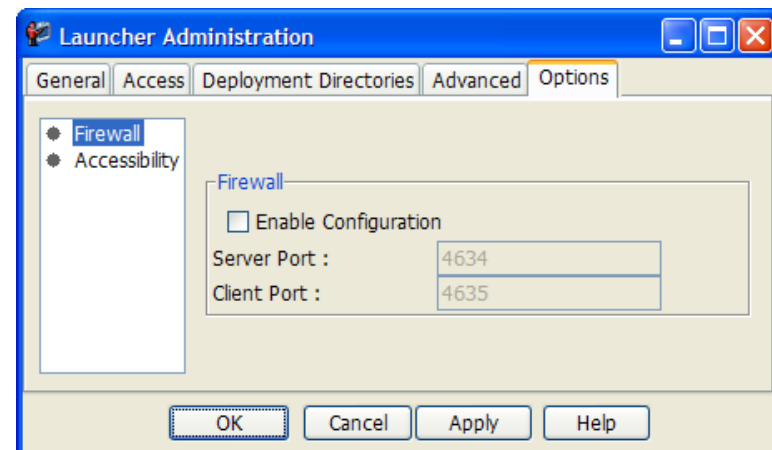 Launcher Administration
General Access Deployment Directories Advanced Options
Firewall
Accessibility
Firewall
Enable Configuration
Server Port : 4634
Client Port : 4635
OK Cancel Apply Help